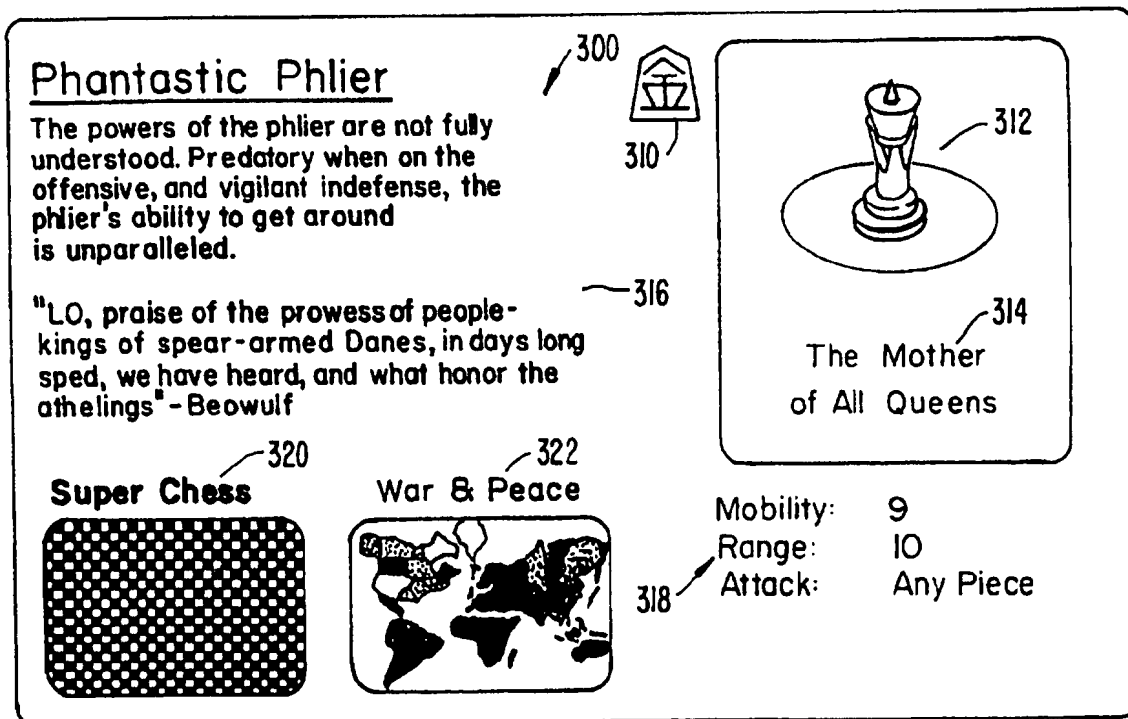 Phantastic Phlier
The powers of the phlier are not fully
understood. Predatory when on the
offensive, and vigilant indefense, the
phlier's ability to get around
is unparalleled.
"LO, praise of the prowess of people-
kings of spear-armed Danes, in days long
sped, we have heard, and what honor the
athelings"-Beowulf
300
310
312
316
314
The Mother
of All Queens
320
Super Chess
322
War & Peace
318
Mobility: 9
Range: 10
Attack: Any Piece